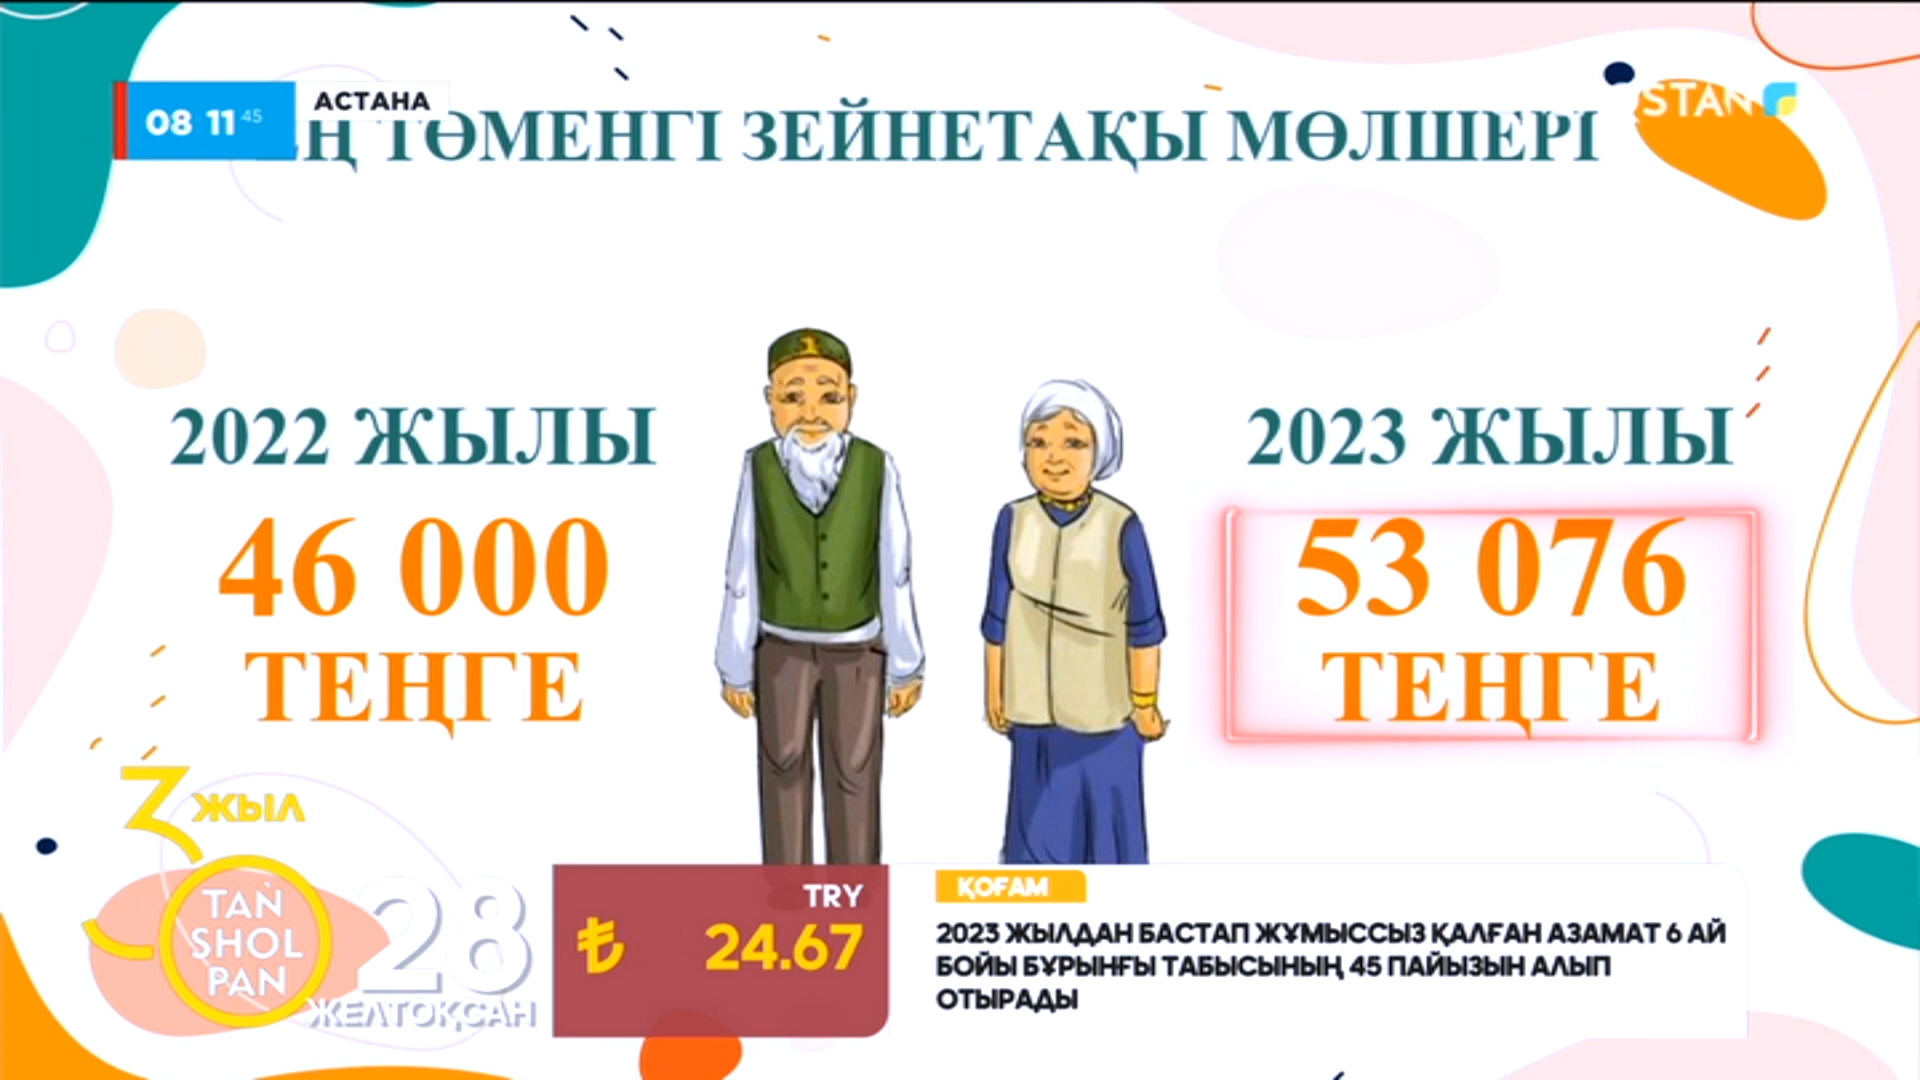 08 11 45
АСТАНА
ТӨМЕНГІ ЗЕЙНЕТАҚЫ МӨЛШЕРІ
STAN
2022 ЖЫЛЫ
46 000
ТЕҢГЕ
2023 ЖЫЛЫ
53 076
ТЕҢГЕ
3 ЖЫЛ
TAŃ
SHOL
PAN
28
ЖЕЛТОҚСАН
TRY
₺ 24.67
ҚОҒАМ
2023 ЖЫЛДАН БАСТАП ЖҰМЫССЫЗ ҚАЛҒАН АЗАМАТ 6 АЙ
БОЙЫ БҰРЫНҒЫ ТАБЫСЫНЫҢ 45 ПАЙЫЗЫН АЛЫП
ОТЫРАДЫ